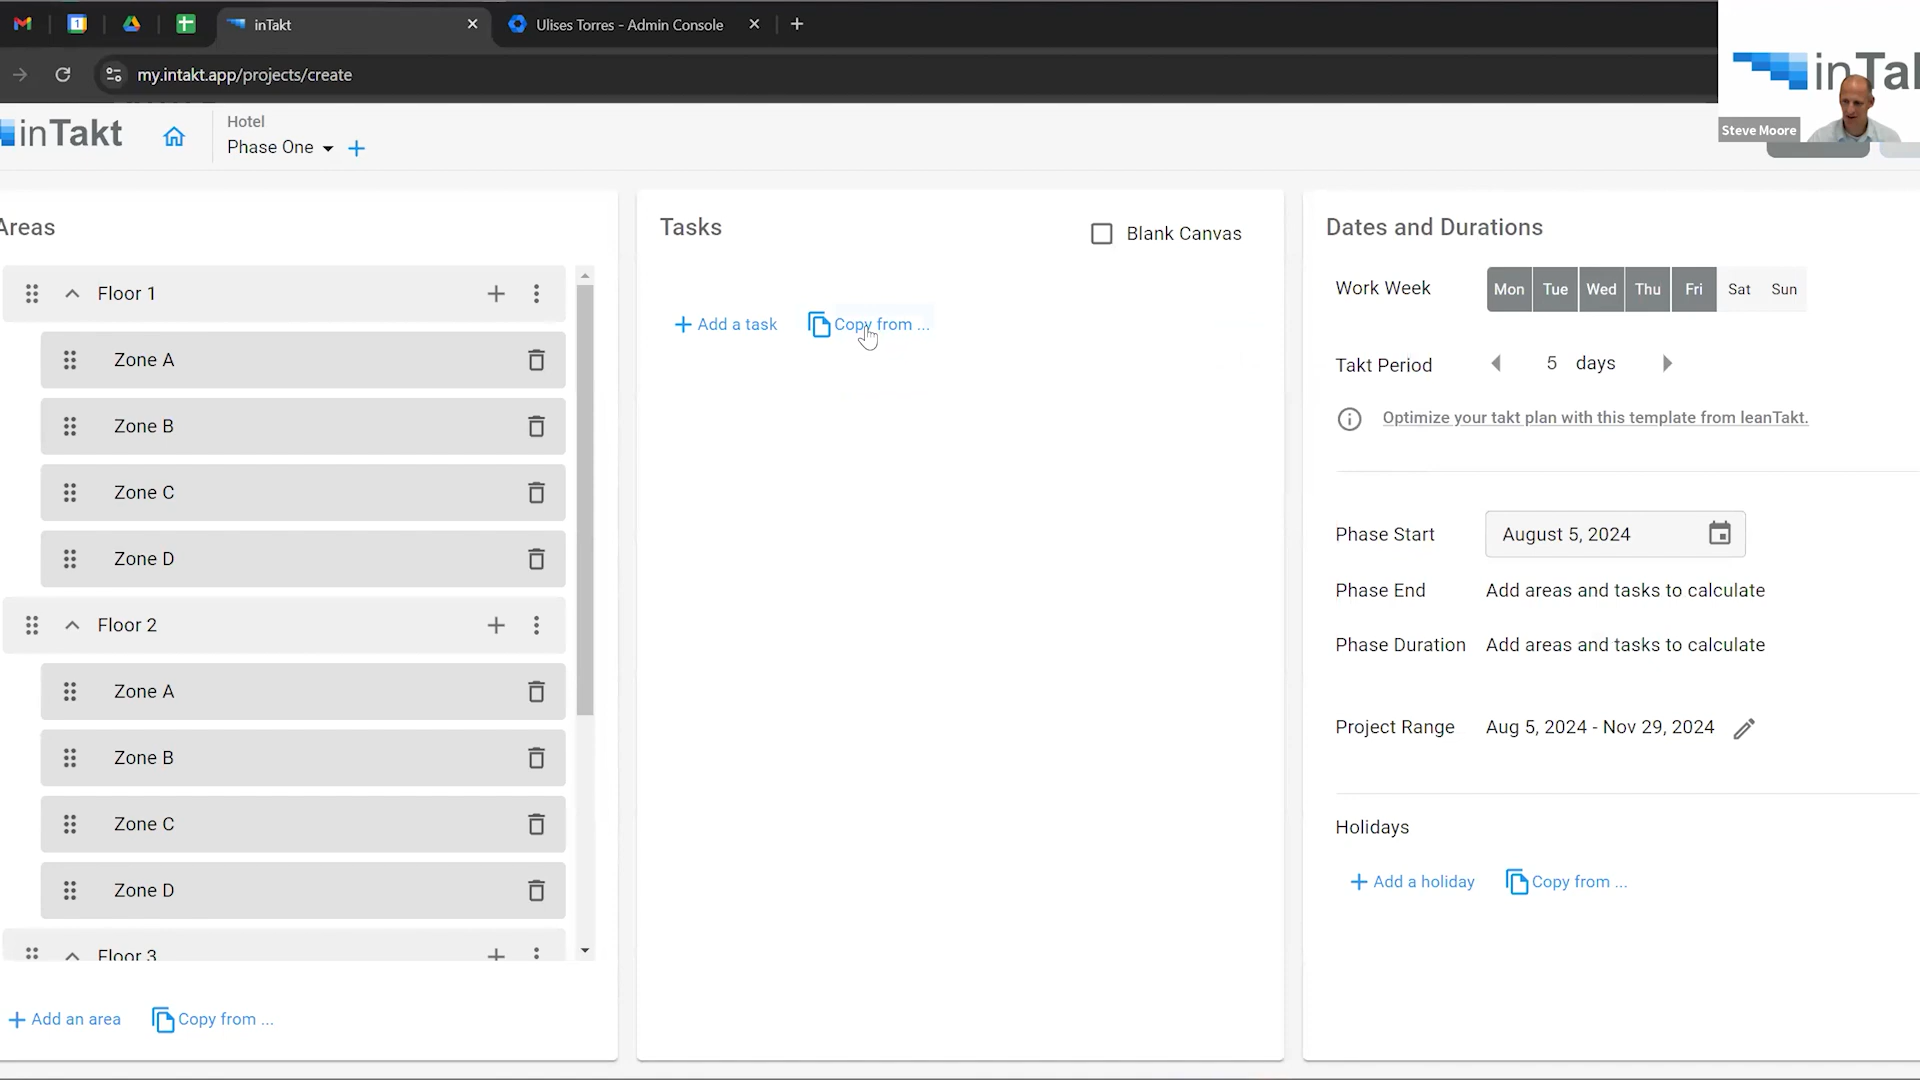 inTakt
Ulises Torres - Admin Console
my.intakt.app/projects/create
inTakt
Hotel
Phase One
inTak
Steve Moore
Areas
Floor 1
Zone A
Zone B
Zone C
Zone D
Floor 2
Zone A
Zone B
Zone C
Zone D
Floor 3
Add an area
Copy from ...
Tasks
Blank Canvas
Add a task
Copy from ...
Dates and Durations
Work Week Mon Tue Wed Thu Fri Sat Sun
Takt Period 5 days
Optimize your takt plan with this template from leanTakt.
Phase Start August 5, 2024
Phase End Add areas and tasks to calculate
Phase Duration Add areas and tasks to calculate
Project Range Aug 5, 2024 - Nov 29, 2024
Holidays
Add a holiday
Copy from ...